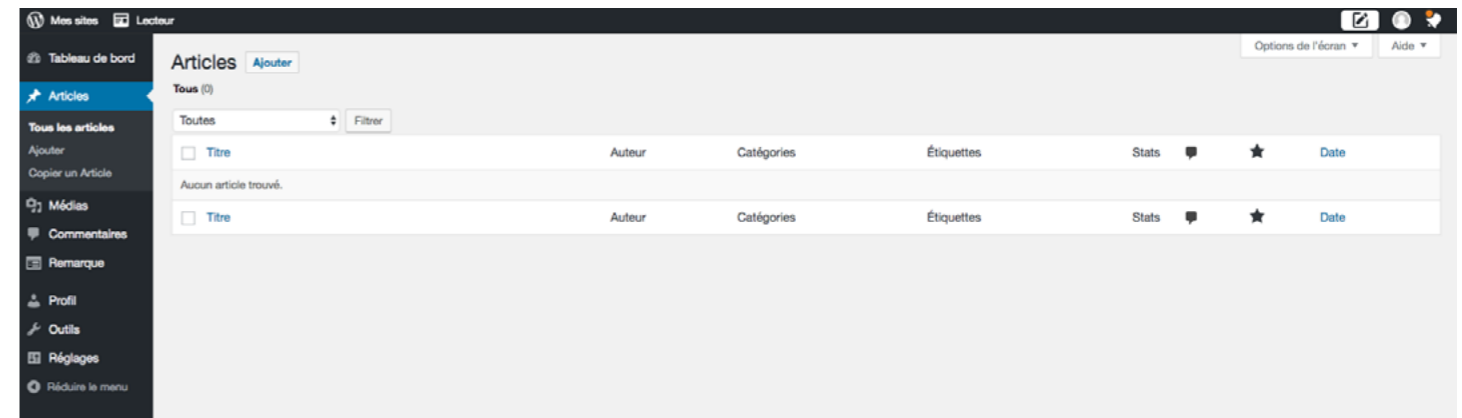 Mes sites Lecteur
Options de l'écran Aide
Tableau de bord
Articles
Tous les articles
Ajouter
Copier un Article
Médias
Commentaires
Remarque
Profil
Outils
Réglages
Réduire le menu
Articles Ajouter
Tous (0)
Toutes Filtrer
Titre Auteur Catégories Étiquettes Stats Date
Aucun article trouvé.
Titre Auteur Catégories Étiquettes Stats Date